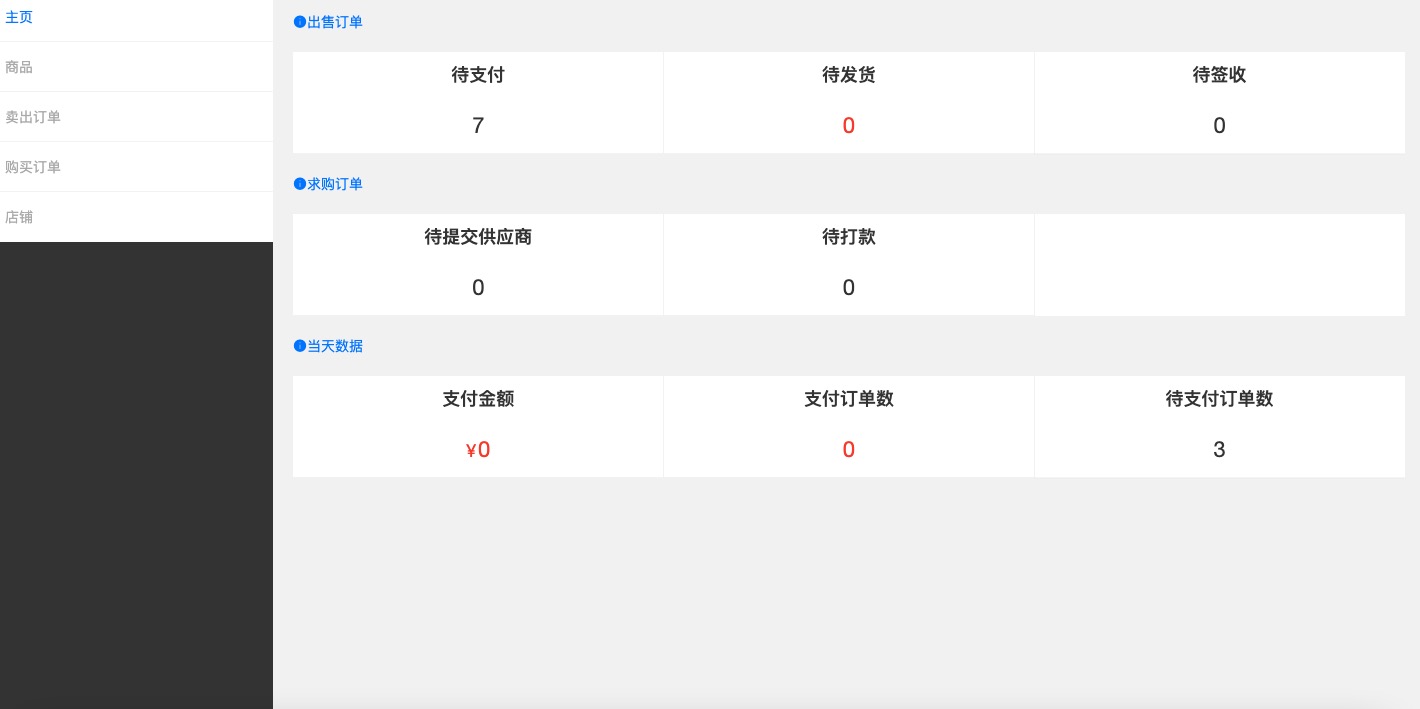 主页
商品
卖出订单
购买订单
店铺
出售订单
待支付
待发货
待签收
7
0
0
求购订单
待提交供应商
待打款
0
0
当天数据
支付金额
支付订单数
待支付订单数
¥0
0
3